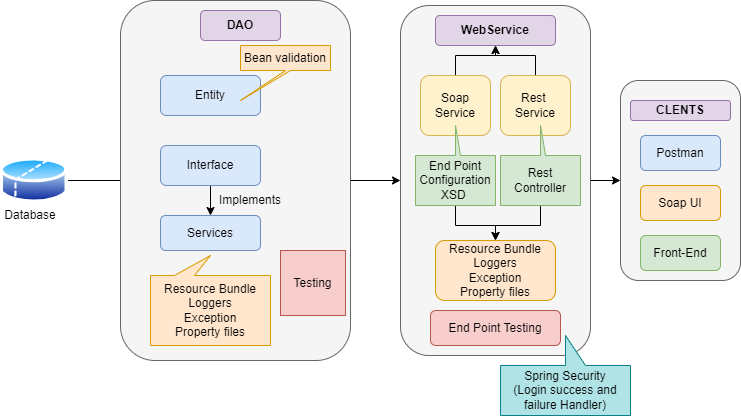 Database
DAO
Bean validation
Entity
Interface
Implements
Services
Resource Bundle
Loggers
Exception
Property files
Testing
WebService
Soap
Service
Rest
Service
End Point
Configuration
XSD
Rest
Controller
Resource Bundle
Loggers
Exception
Property files
End Point Testing
Spring Security
(Login success and
failure Handler)
CLENTS
Postman
Soap UI
Front-End